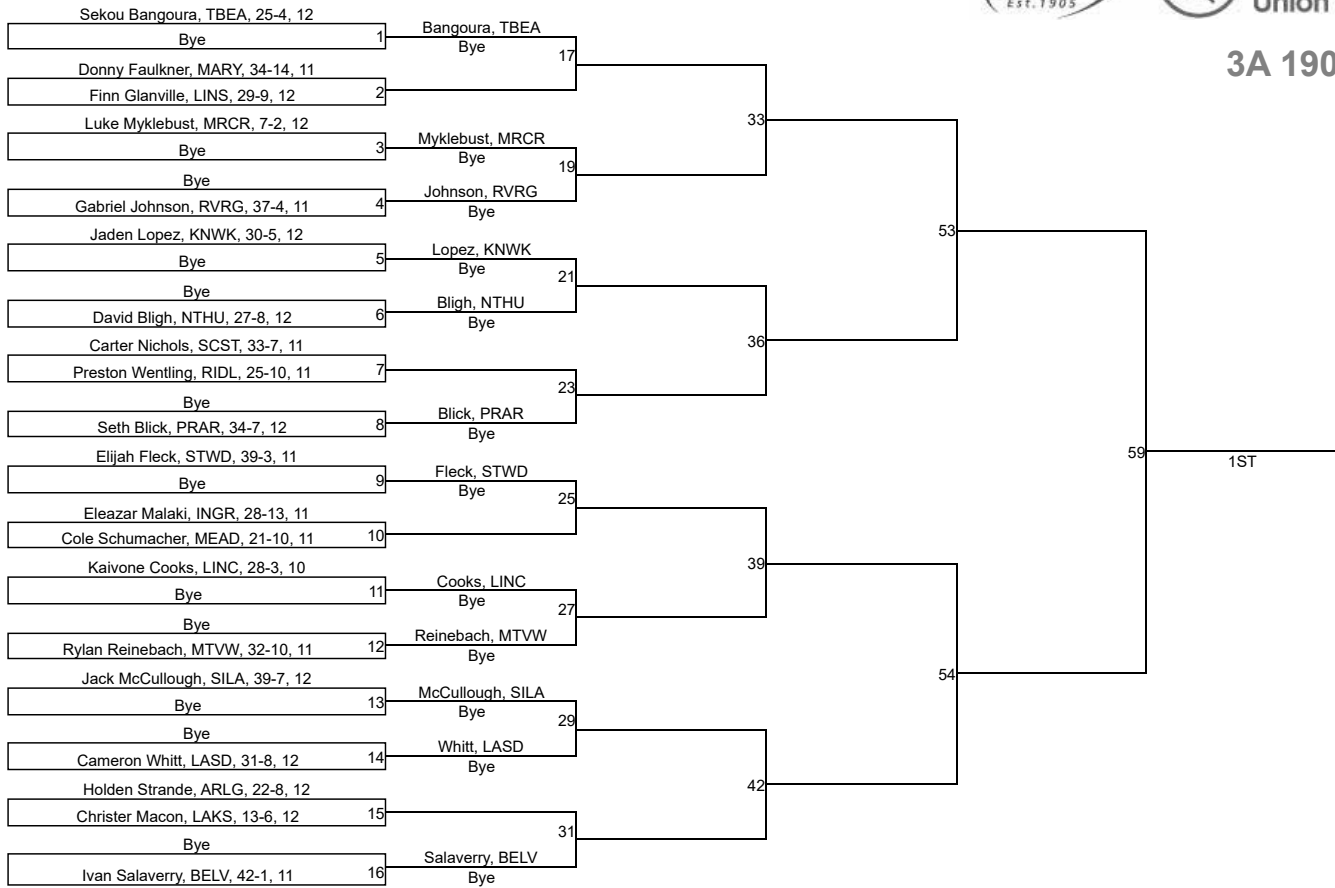 Est. 1905
Union
3A 190
Sekou Bangoura, TBEA, 25-4, 12
Bye
1
Donny Faulkner, MARY, 34-14, 11
Finn Glanville, LINS, 29-9, 12
2
Luke Myklebust, MRCR, 7-2, 12
Bye
3
Bye
Gabriel Johnson, RVRG, 37-4, 11
4
Jaden Lopez, KNWK, 30-5, 12
Bye
5
Bye
David Bligh, NTHU, 27-8, 12
6
Carter Nichols, SCST, 33-7, 11
Preston Wentling, RIDL, 25-10, 11
7
Bye
Seth Blick, PRAR, 34-7, 12
8
Elijah Fleck, STWD, 39-3, 11
Bye
9
Eleazar Malaki, INGR, 28-13, 11
Cole Schumacher, MEAD, 21-10, 11
10
Kaivone Cooks, LINC, 28-3, 10
Bye
11
Bye
Rylan Reinebach, MTVW, 32-10, 11
12
Jack McCullough, SILA, 39-7, 12
Bye
13
Bye
Cameron Whitt, LASD, 31-8, 12
14
Holden Strande, ARLG, 22-8, 12
Christer Macon, LAKS, 13-6, 12
15
Bye
Ivan Salaverry, BELV, 42-1, 11
16
Bangoura, TBEA
Bye
17
Myklebust, MRCR
Bye
19
Johnson, RVRG
Bye
Lopez, KNWK
Bye
21
Bligh, NTHU
Bye
23
Blick, PRAR
Bye
Fleck, STWD
Bye
25
Cooks, LINC
Bye
27
Reinebach, MTVW
Bye
McCullough, SILA
Bye
29
Whitt, LASD
Bye
31
Salaverry, BELV
Bye
33
36
39
42
53
54
59
1ST